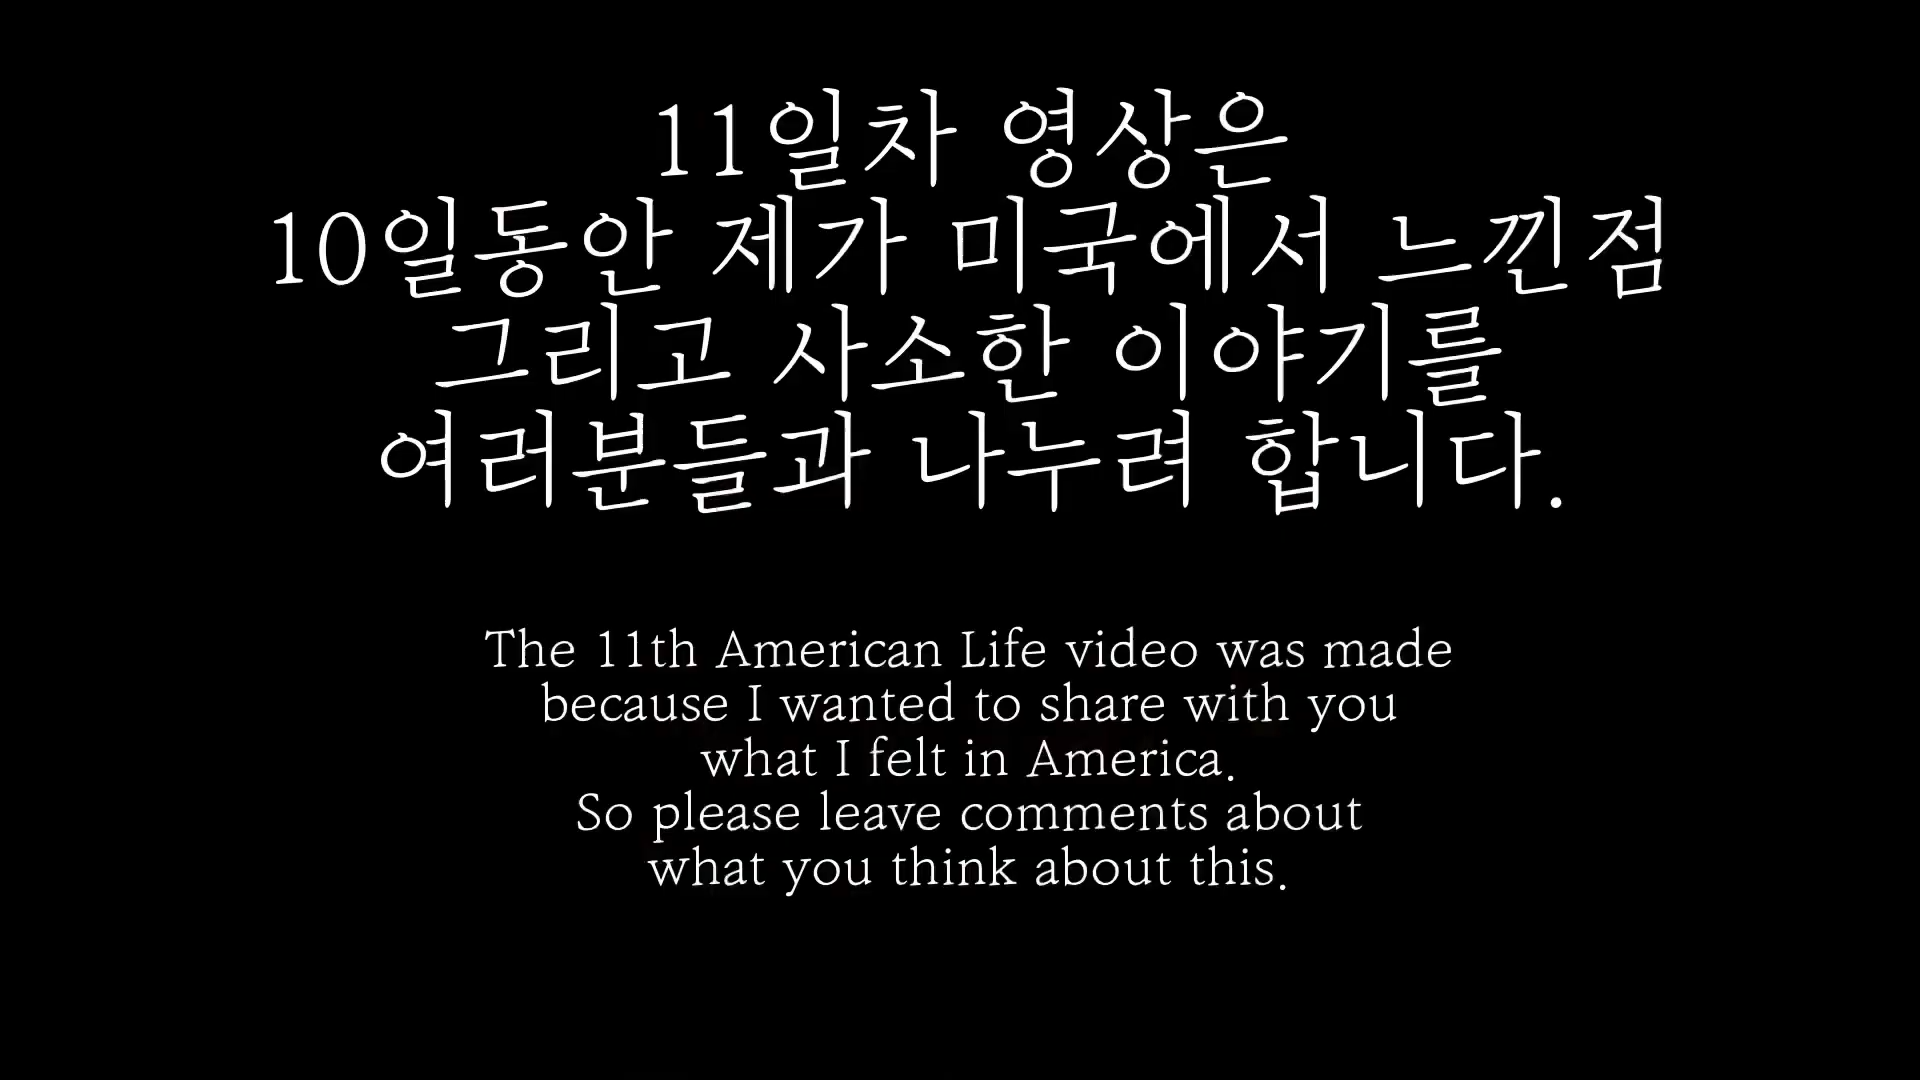 11일차 영상은
10일동안 제가 미국에서 느낀점
그리고 사소한 이야기를
여러분들과 나누려 합니다.
The 11th American Life video was made
because I wanted to share with you
what I felt in America.
So please leave comments about
what you think about this.